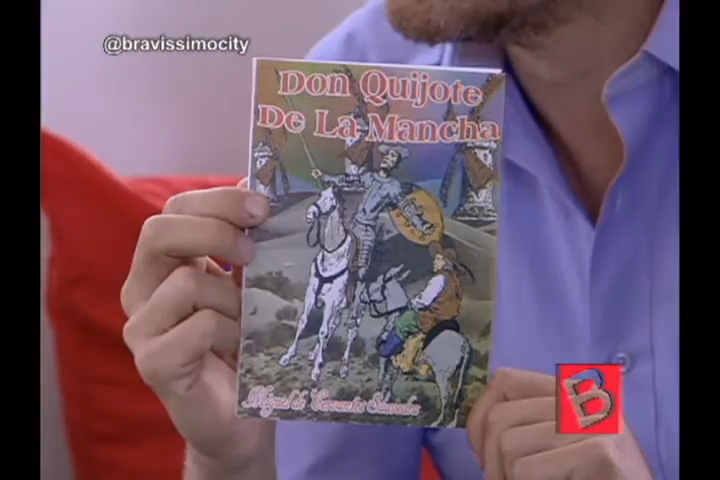 @bravissimocity
Don Quijote
De La Mancha
Miguel de Cervantes Saavedra
B